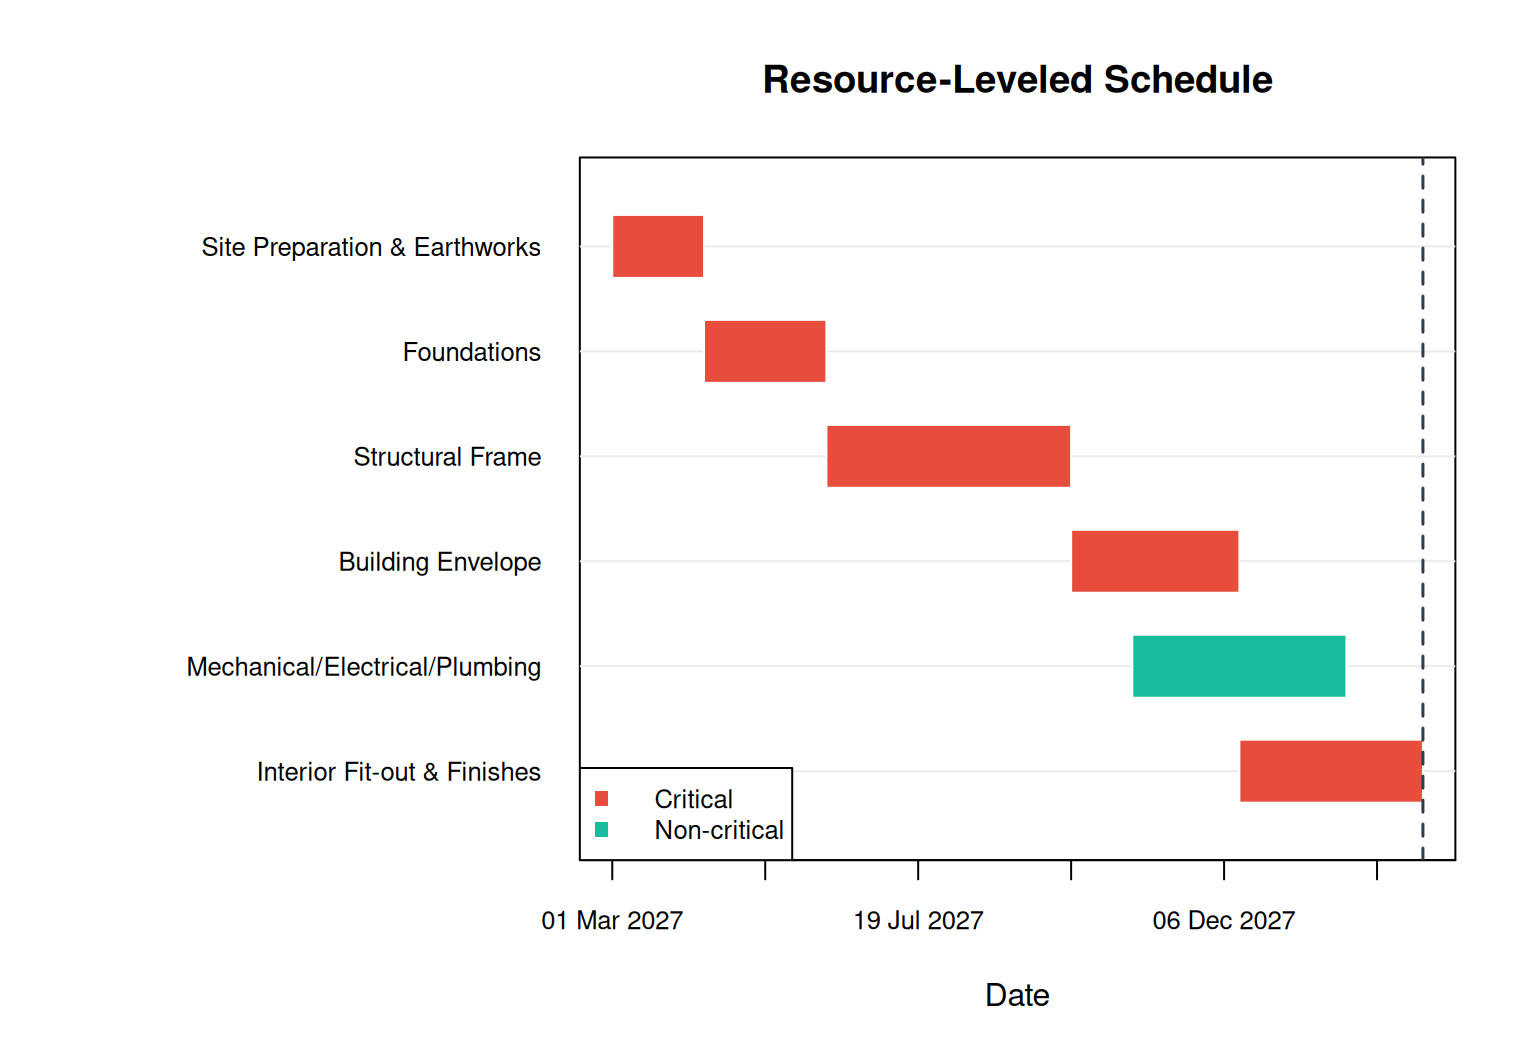 Resource-Leveled Schedule
Site Preparation & Earthworks
Foundations
Structural Frame
Building Envelope
Mechanical/Electrical/Plumbing
Interior Fit-out & Finishes
Critical
Non-critical
01 Mar 2027
19 Jul 2027
06 Dec 2027
Date